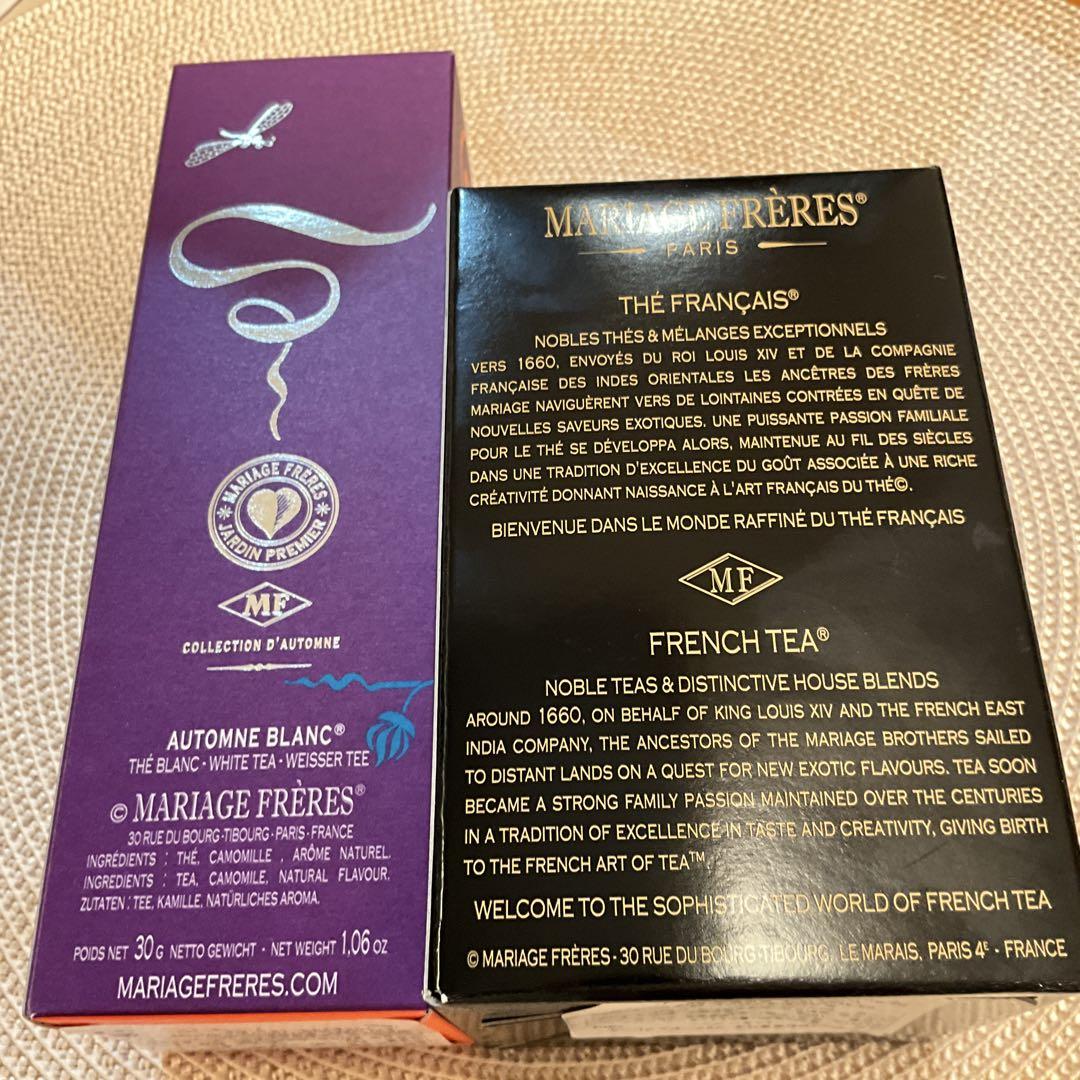 MARIAGE FRÈRES
JARDIN PREMIER
MF
COLLECTION D'AUTOMNE
AUTOMNE BLANC®
THÉ BLANC · WHITE TEA · WEISSER TEE
© MARIAGE FRÈRES®
30 RUE DU BOURG-TIBOURG · PARIS · FRANCE
INGRÉDIENTS : THÉ, CAMOMILLE , ARÔME NATUREL.
INGREDIENTS : TEA, CAMOMILE, NATURAL FLAVOUR.
ZUTATEN : TEE, KAMILLE, NATÜRLICHES AROMA.
POIDS NET 30 G NETTO GEWICHT · NET WEIGHT 1,06 OZ
MARIAGEFRERES.COM
MARIAGE FRÈRES®
PARIS
THÉ FRANÇAIS®
NOBLES THÉS & MÉLANGES EXCEPTIONNELS
VERS 1660, ENVOYÉS DU ROI LOUIS XIV ET DE LA COMPAGNIE
FRANÇAISE DES INDES ORIENTALES LES ANCÊTRES DES FRÈRES
MARIAGE NAVIGUÈRENT VERS DE LOINTAINES CONTRÉES EN QUÊTE DE
NOUVELLES SAVEURS EXOTIQUES. UNE PUISSANTE PASSION FAMILIALE
POUR LE THÉ SE DÉVELOPPA ALORS, MAINTENUE AU FIL DES SIÈCLES
DANS UNE TRADITION D'EXCELLENCE DU GOÛT ASSOCIÉE À UNE RICHE
CRÉATIVITÉ DONNANT NAISSANCE À L'ART FRANÇAIS DU THÉ©.
BIENVENUE DANS LE MONDE RAFFINÉ DU THÉ FRANÇAIS
MF
FRENCH TEA®
NOBLE TEAS & DISTINCTIVE HOUSE BLENDS
AROUND 1660, ON BEHALF OF KING LOUIS XIV AND THE FRENCH EAST
INDIA COMPANY, THE ANCESTORS OF THE MARIAGE BROTHERS SAILED
TO DISTANT LANDS ON A QUEST FOR NEW EXOTIC FLAVOURS. TEA SOON
BECAME A STRONG FAMILY PASSION MAINTAINED OVER THE CENTURIES
IN A TRADITION OF EXCELLENCE IN TASTE AND CREATIVITY, GIVING BIRTH
TO THE FRENCH ART OF TEA™
WELCOME TO THE SOPHISTICATED WORLD OF FRENCH TEA
© MARIAGE FRÈRES · 30 RUE DU BOURG-TIBOURG, LE MARAIS, PARIS 4E · FRANCE